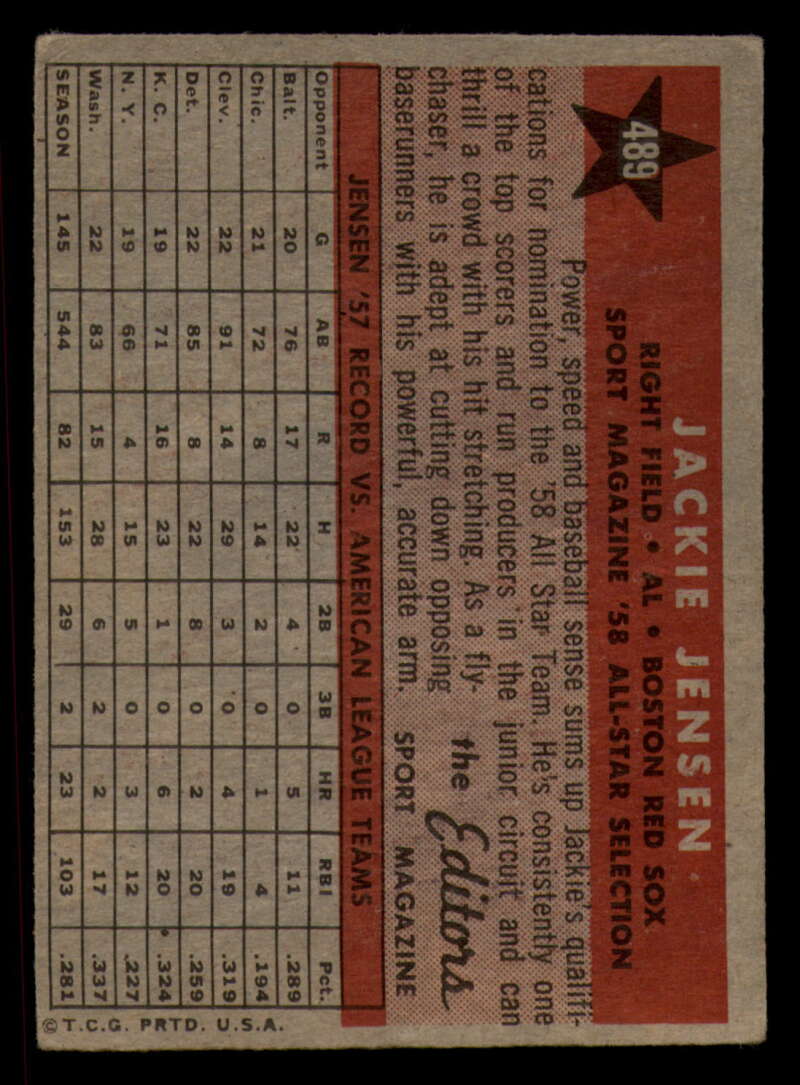 489
JACKIE JENSEN
RIGHT FIELD • AL • BOSTON RED SOX
SPORT MAGAZINE '58 ALL-STAR SELECTION
Power, speed and baseball sense sums up Jackie's qualifi-
cations for nomination to the '58 All Star Team. He's consistently one
of the top scorers and run producers in the junior circuit and can
thrill a crowd with his hit stretching. As a fly-
chaser, he is adept at cutting down opposing
baserunners with his powerful, accurate arm.
the Editors
SPORT MAGAZINE
JENSEN '57 RECORD VS. AMERICAN LEAGUE TEAMS
Opponent G AB R H 2B 3B HR RBI Pct.
Balt. 20 76 17 22 4 0 5 11 .289
Chic. 21 72 8 14 2 0 1 4 .194
Clev. 22 91 14 29 3 0 4 19 .319
Det. 22 85 8 22 8 0 2 20 .259
K. C. 19 71 16 23 1 0 6 20 .324
N. Y. 19 66 4 15 5 0 3 12 .227
Wash. 22 83 15 28 6 2 2 17 .337
SEASON 145 544 82 153 29 2 23 103 .281
© T.C.G. PRTD. U.S.A.